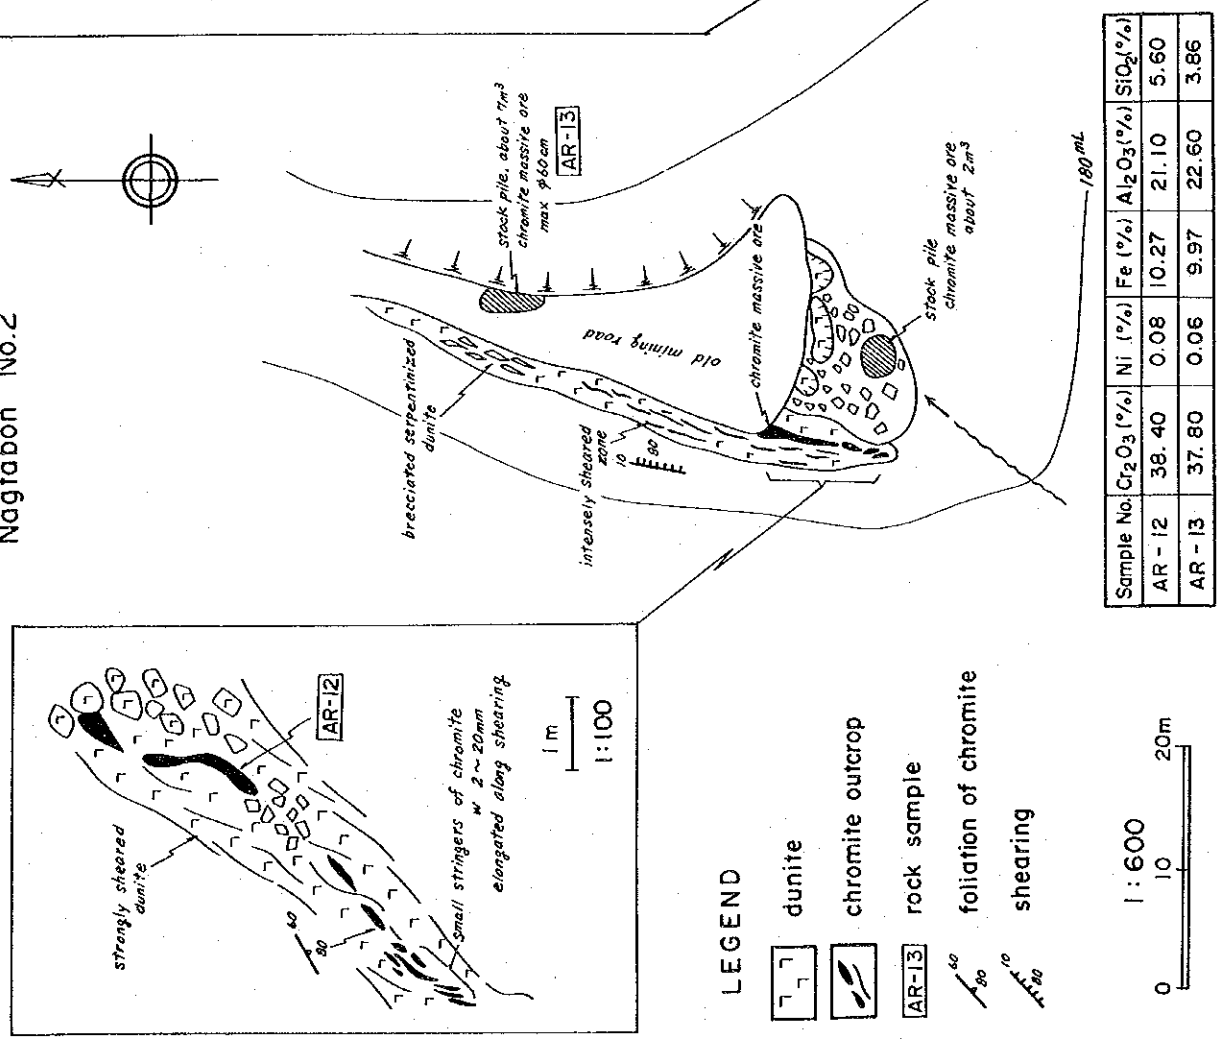 Nagtabon No.2
stock pile, about 7m³
chromite massive ore
max φ60cm
AR-13
brecciated serpentinized
dunite
old mining road
intensely sheared
zone
10
80
chromite massive ore
stock pile
chromite massive ore
about 2m³
180mL
strongly sheared
dunite
60
80
AR-12
small stringers of chromite
w 2~20mm
elongated along shearing
1m
1:100
LEGEND
dunite
chromite outcrop
AR-13 rock sample
60 80 foliation of chromite
10 80 shearing
1:600
0 10 20m
Sample No. Cr₂O₃(%) Ni (%) Fe (%) Al₂O₃(%) SiO₂(%)
AR-12 38.40 0.08 10.27 21.10 5.60
AR-13 37.80 0.06 9.97 22.60 3.86